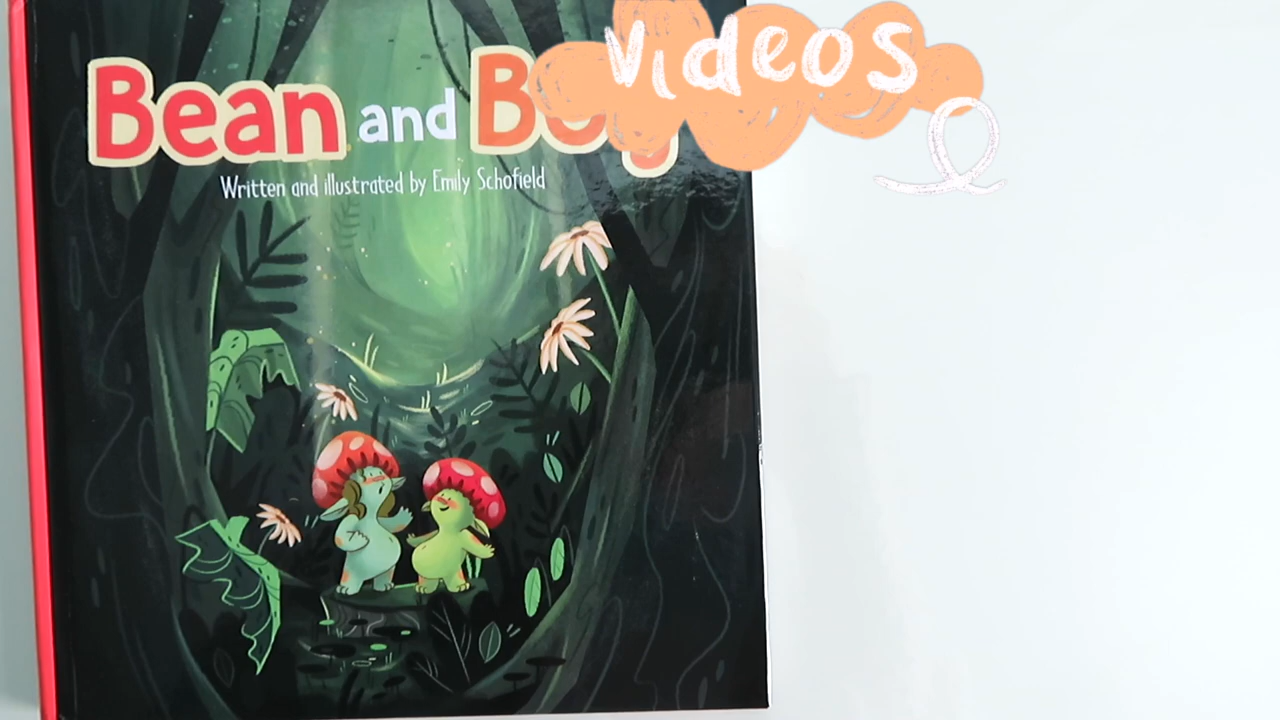 videos
Bean and
Written and illustrated by Emily Schofield